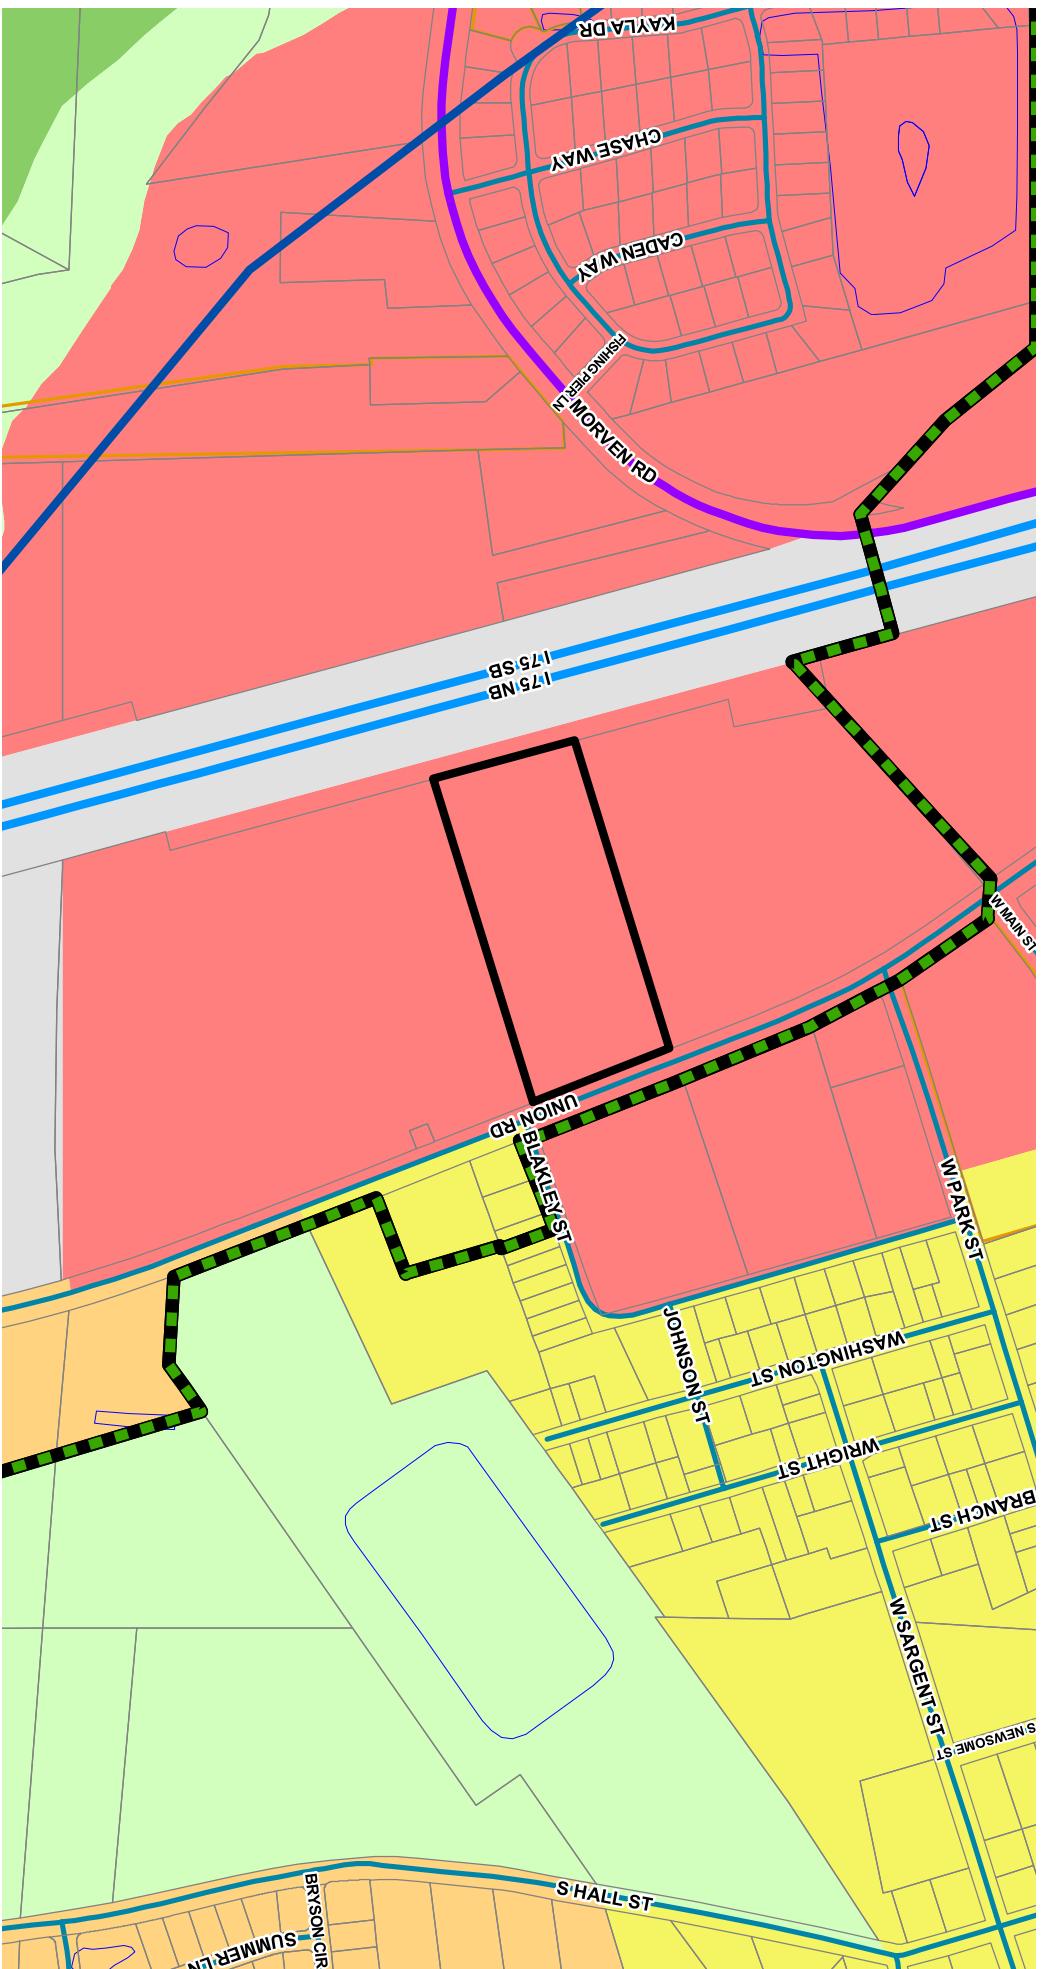 KAYLA DR
CHASE WAY
CADEN WAY
FISHING PIER LN
MORVEN RD
I 75 SB
I 75 NB
W MAIN ST
UNION RD
BLAKLEY ST
W PARK ST
JOHNSON ST
WASHINGTON ST
WRIGHT ST
BRANCH ST
W SARGENT ST
S NEWSOME ST
S HALL ST
BRYSON CIR
SUMMER LN